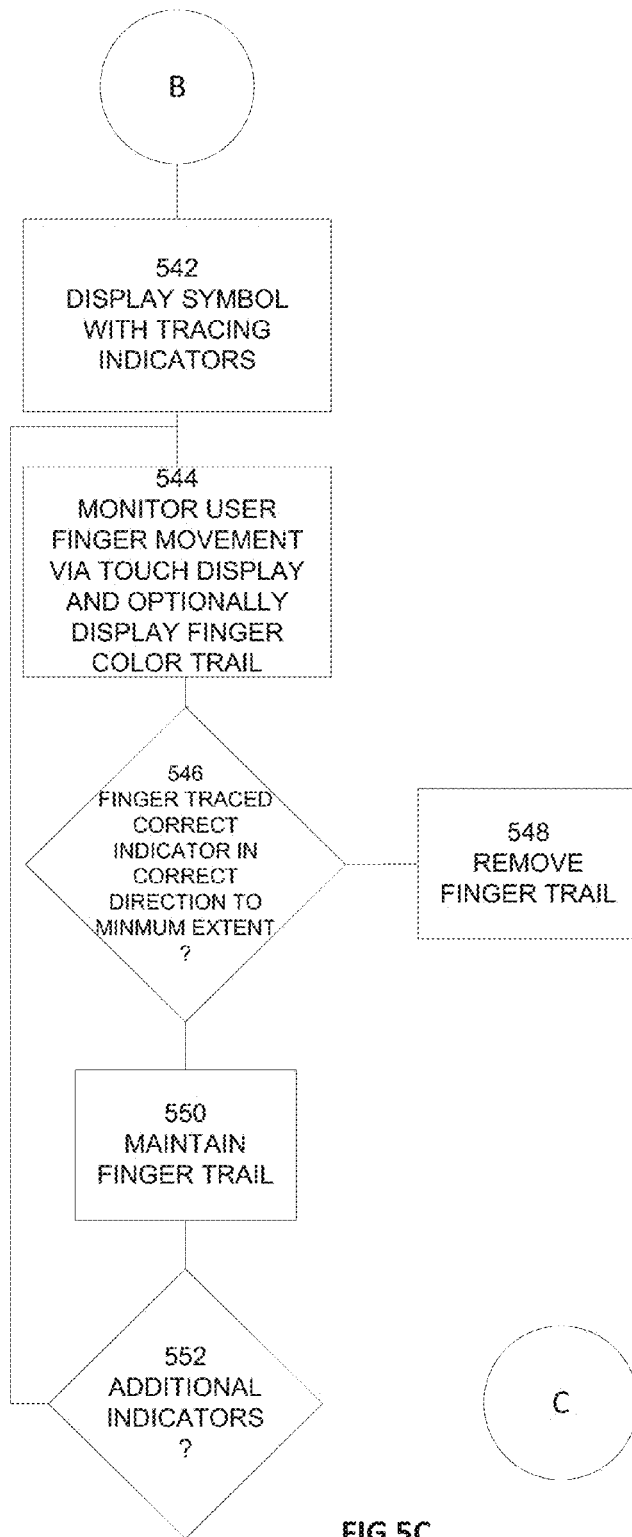 B
542
DISPLAY SYMBOL
WITH TRACING
INDICATORS
544
MONITOR USER
FINGER MOVEMENT
VIA TOUCH DISPLAY
AND OPTIONALLY
DISPLAY FINGER
COLOR TRAIL
546
FINGER TRACED
CORRECT
INDICATOR IN
CORRECT
DIRECTION TO
MINMUM EXTENT
?
548
REMOVE
FINGER TRAIL
550
MAINTAIN
FINGER TRAIL
552
ADDITIONAL
INDICATORS
?
C
FIG 5C